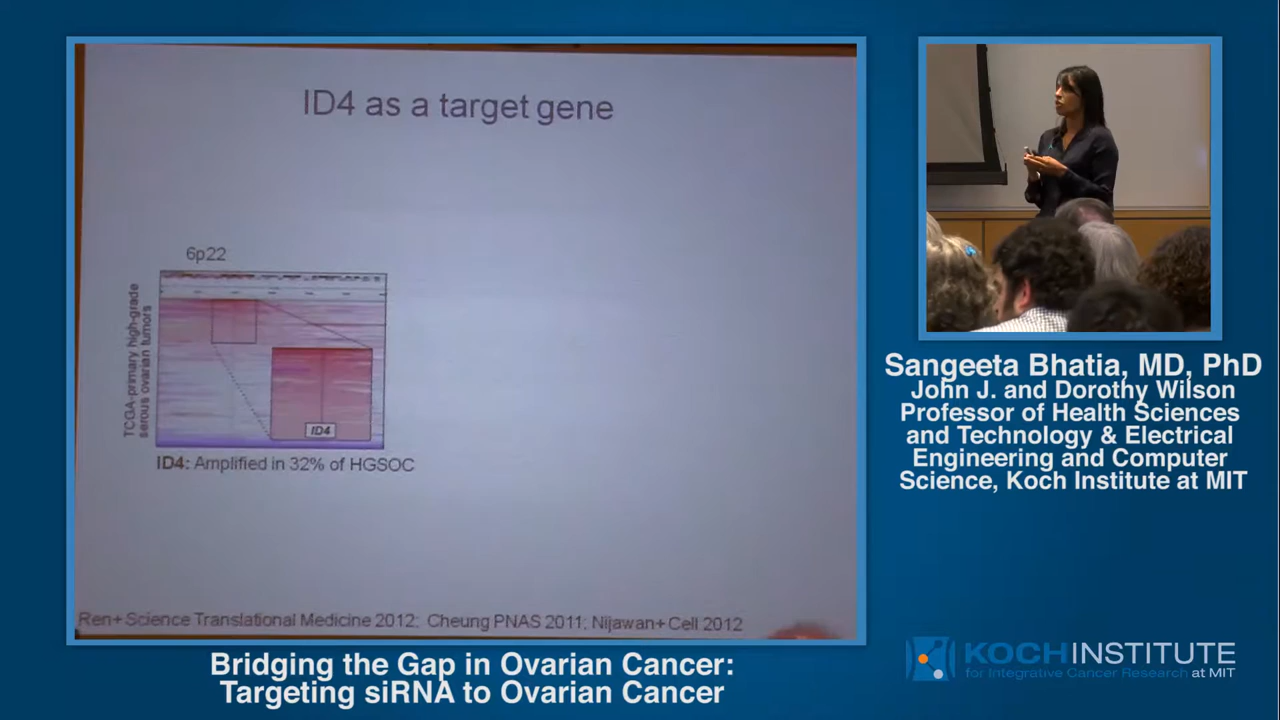 ID4 as a target gene
6p22
TCGA-primary high-grade
serous ovarian tumors
ID4
ID4: Amplified in 32% of HGSOC
Ren+ Science Translational Medicine 2012; Cheung PNAS 2011; Nijawan+ Cell 2012
Bridging the Gap in Ovarian Cancer:
Targeting siRNA to Ovarian Cancer
Sangeeta Bhatia, MD, PhD
John J. and Dorothy Wilson
Professor of Health Sciences
and Technology & Electrical
Engineering and Computer
Science, Koch Institute at MIT
KOCH INSTITUTE
for Integrative Cancer Research at MIT